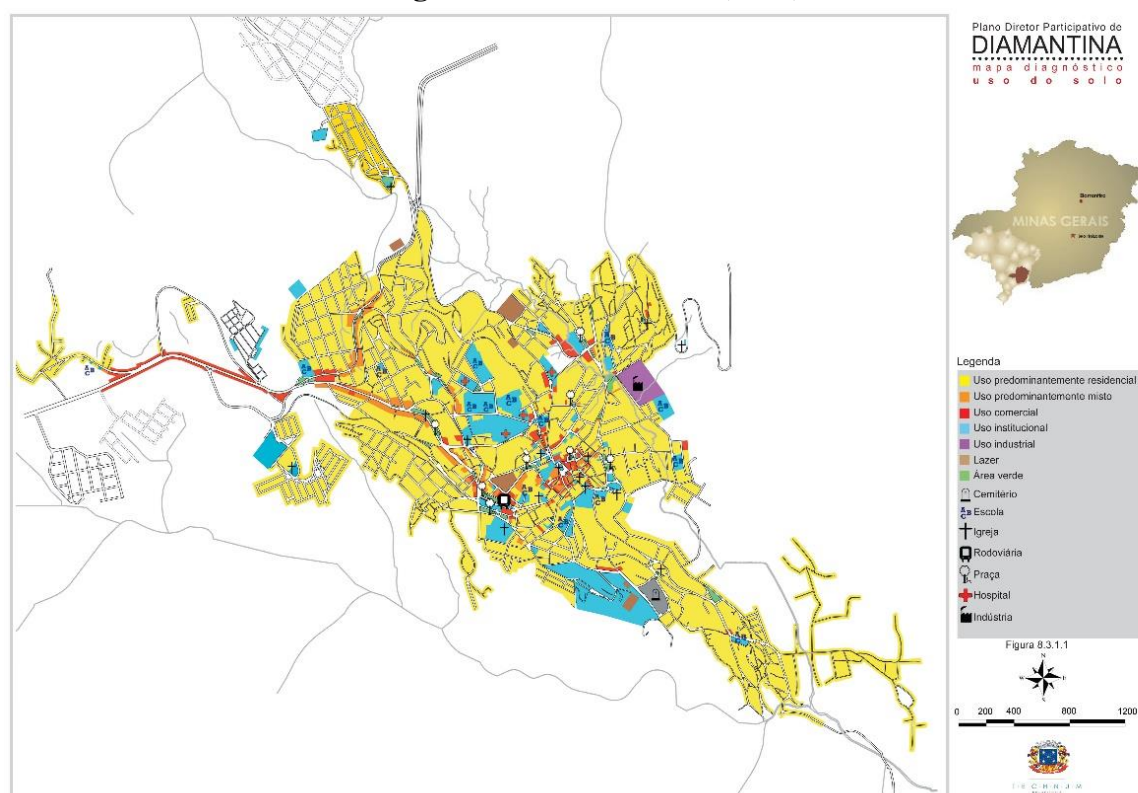 Plano Diretor Participativo de
DIAMANTINA
mapa diagnóstico
uso do solo
Diamantina
MINAS GERAIS
Legenda
Uso predominantemente residencial
Uso predominantemente misto
Uso comercial
Uso institucional
Uso industrial
Lazer
Área verde
Cemitério
Escola
Igreja
Rodoviária
Praça
Hospital
Indústria
Figura 8.3.1.1
N
W
E
0 200 400 800 1200